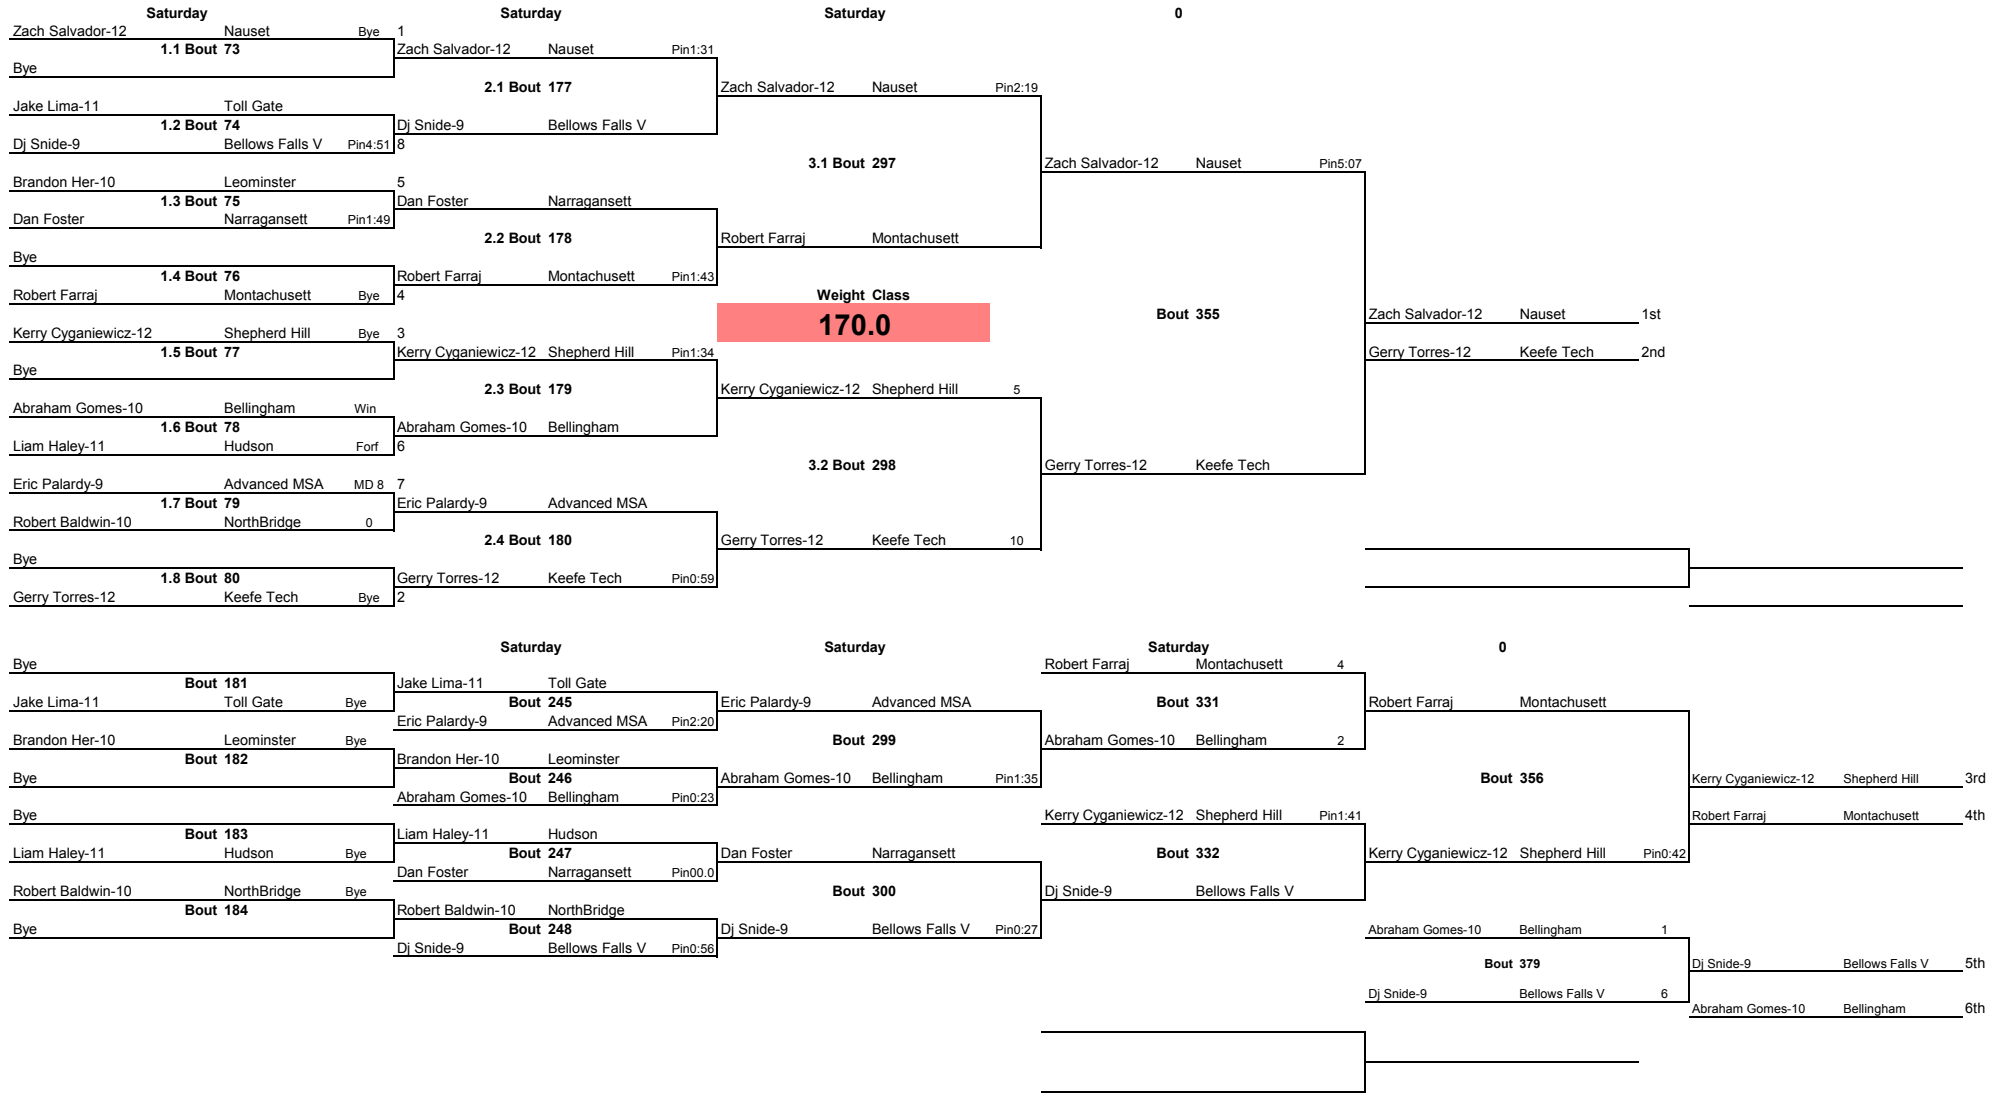 Saturday Saturday Saturday 0
Zach Salvador-12 Nauset Bye 1
1.1 Bout 73 Zach Salvador-12 Nauset Pin1:31
Bye
2.1 Bout 177 Zach Salvador-12 Nauset Pin2:19
Jake Lima-11 Toll Gate
1.2 Bout 74 Dj Snide-9 Bellows Falls V
Dj Snide-9 Bellows Falls V Pin4:51 8
3.1 Bout 297 Zach Salvador-12 Nauset Pin5:07
Brandon Her-10 Leominster 5
1.3 Bout 75 Dan Foster Narragansett
Dan Foster Narragansett Pin1:49
2.2 Bout 178 Robert Farraj Montachusett
Bye
1.4 Bout 76 Robert Farraj Montachusett Pin1:43
Robert Farraj Montachusett Bye 4 Weight Class
Bout 355 Zach Salvador-12 Nauset 1st
170.0
Kerry Cyganiewicz-12 Shepherd Hill Bye 3
1.5 Bout 77 Kerry Cyganiewicz-12 Shepherd Hill Pin1:34 Gerry Torres-12 Keefe Tech 2nd
Bye
2.3 Bout 179 Kerry Cyganiewicz-12 Shepherd Hill 5
Abraham Gomes-10 Bellingham Win
1.6 Bout 78 Abraham Gomes-10 Bellingham
Liam Haley-11 Hudson Forf 6
3.2 Bout 298 Gerry Torres-12 Keefe Tech
Eric Palardy-9 Advanced MSA MD 8 7
1.7 Bout 79 Eric Palardy-9 Advanced MSA
Robert Baldwin-10 NorthBridge 0
2.4 Bout 180 Gerry Torres-12 Keefe Tech 10
Bye
1.8 Bout 80 Gerry Torres-12 Keefe Tech Pin0:59
Gerry Torres-12 Keefe Tech Bye 2
Saturday Saturday Saturday 0
Bye Robert Farraj Montachusett 4
Bout 181 Jake Lima-11 Toll Gate
Jake Lima-11 Toll Gate Bye Bout 245 Eric Palardy-9 Advanced MSA Bout 331 Robert Farraj Montachusett
Eric Palardy-9 Advanced MSA Pin2:20
Brandon Her-10 Leominster Bye Bout 299 Abraham Gomes-10 Bellingham 2
Bout 182 Brandon Her-10 Leominster
Bye Bout 246 Abraham Gomes-10 Bellingham Pin1:35 Bout 356 Kerry Cyganiewicz-12 Shepherd Hill 3rd
Abraham Gomes-10 Bellingham Pin0:23
Bye Kerry Cyganiewicz-12 Shepherd Hill Pin1:41 Robert Farraj Montachusett 4th
Bout 183 Liam Haley-11 Hudson
Liam Haley-11 Hudson Bye Bout 247 Dan Foster Narragansett Bout 332 Kerry Cyganiewicz-12 Shepherd Hill Pin0:42
Dan Foster Narragansett Pin00.0
Robert Baldwin-10 NorthBridge Bye Bout 300 Dj Snide-9 Bellows Falls V
Bout 184 Robert Baldwin-10 NorthBridge
Bye Bout 248 Dj Snide-9 Bellows Falls V Pin0:27 Abraham Gomes-10 Bellingham 1
Dj Snide-9 Bellows Falls V Pin0:56
Bout 379 Dj Snide-9 Bellows Falls V 5th
Dj Snide-9 Bellows Falls V 6
Abraham Gomes-10 Bellingham 6th